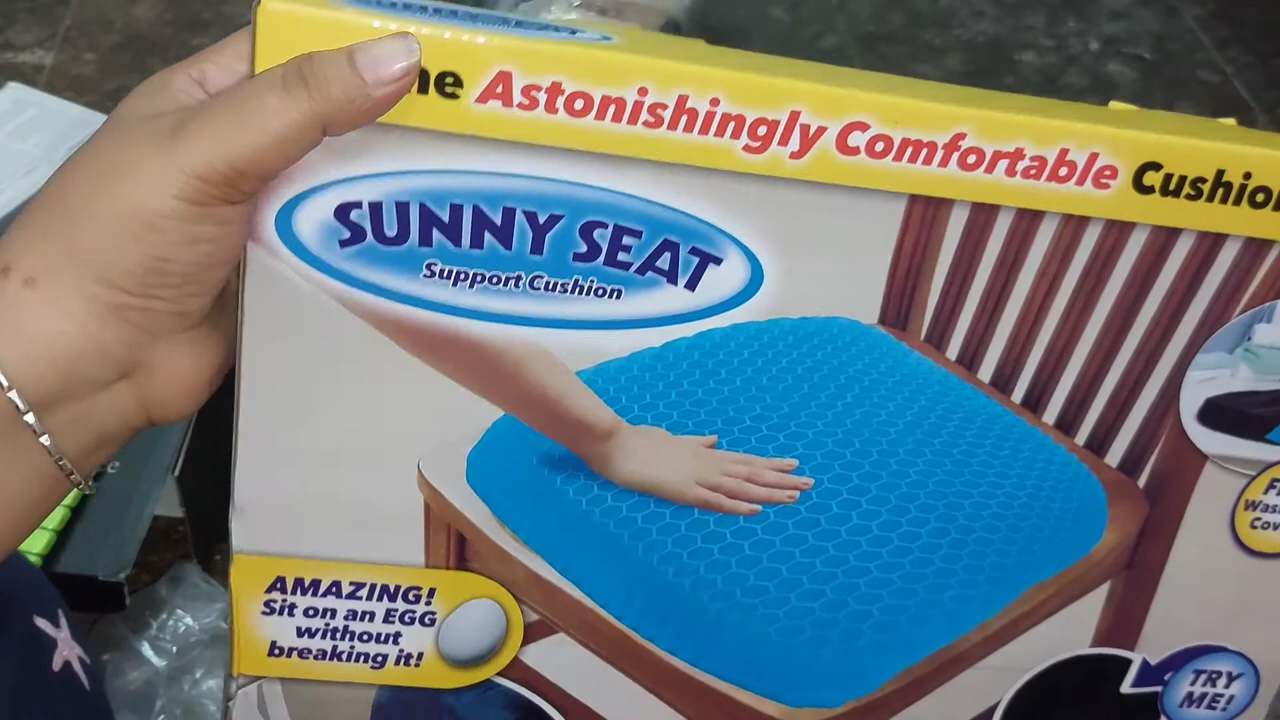 Astonishingly Comfortable
SUNNY SEAT
Support Cushion
AMAZING!
Sit on an EGG
without
breaking it!
TRY
ME!